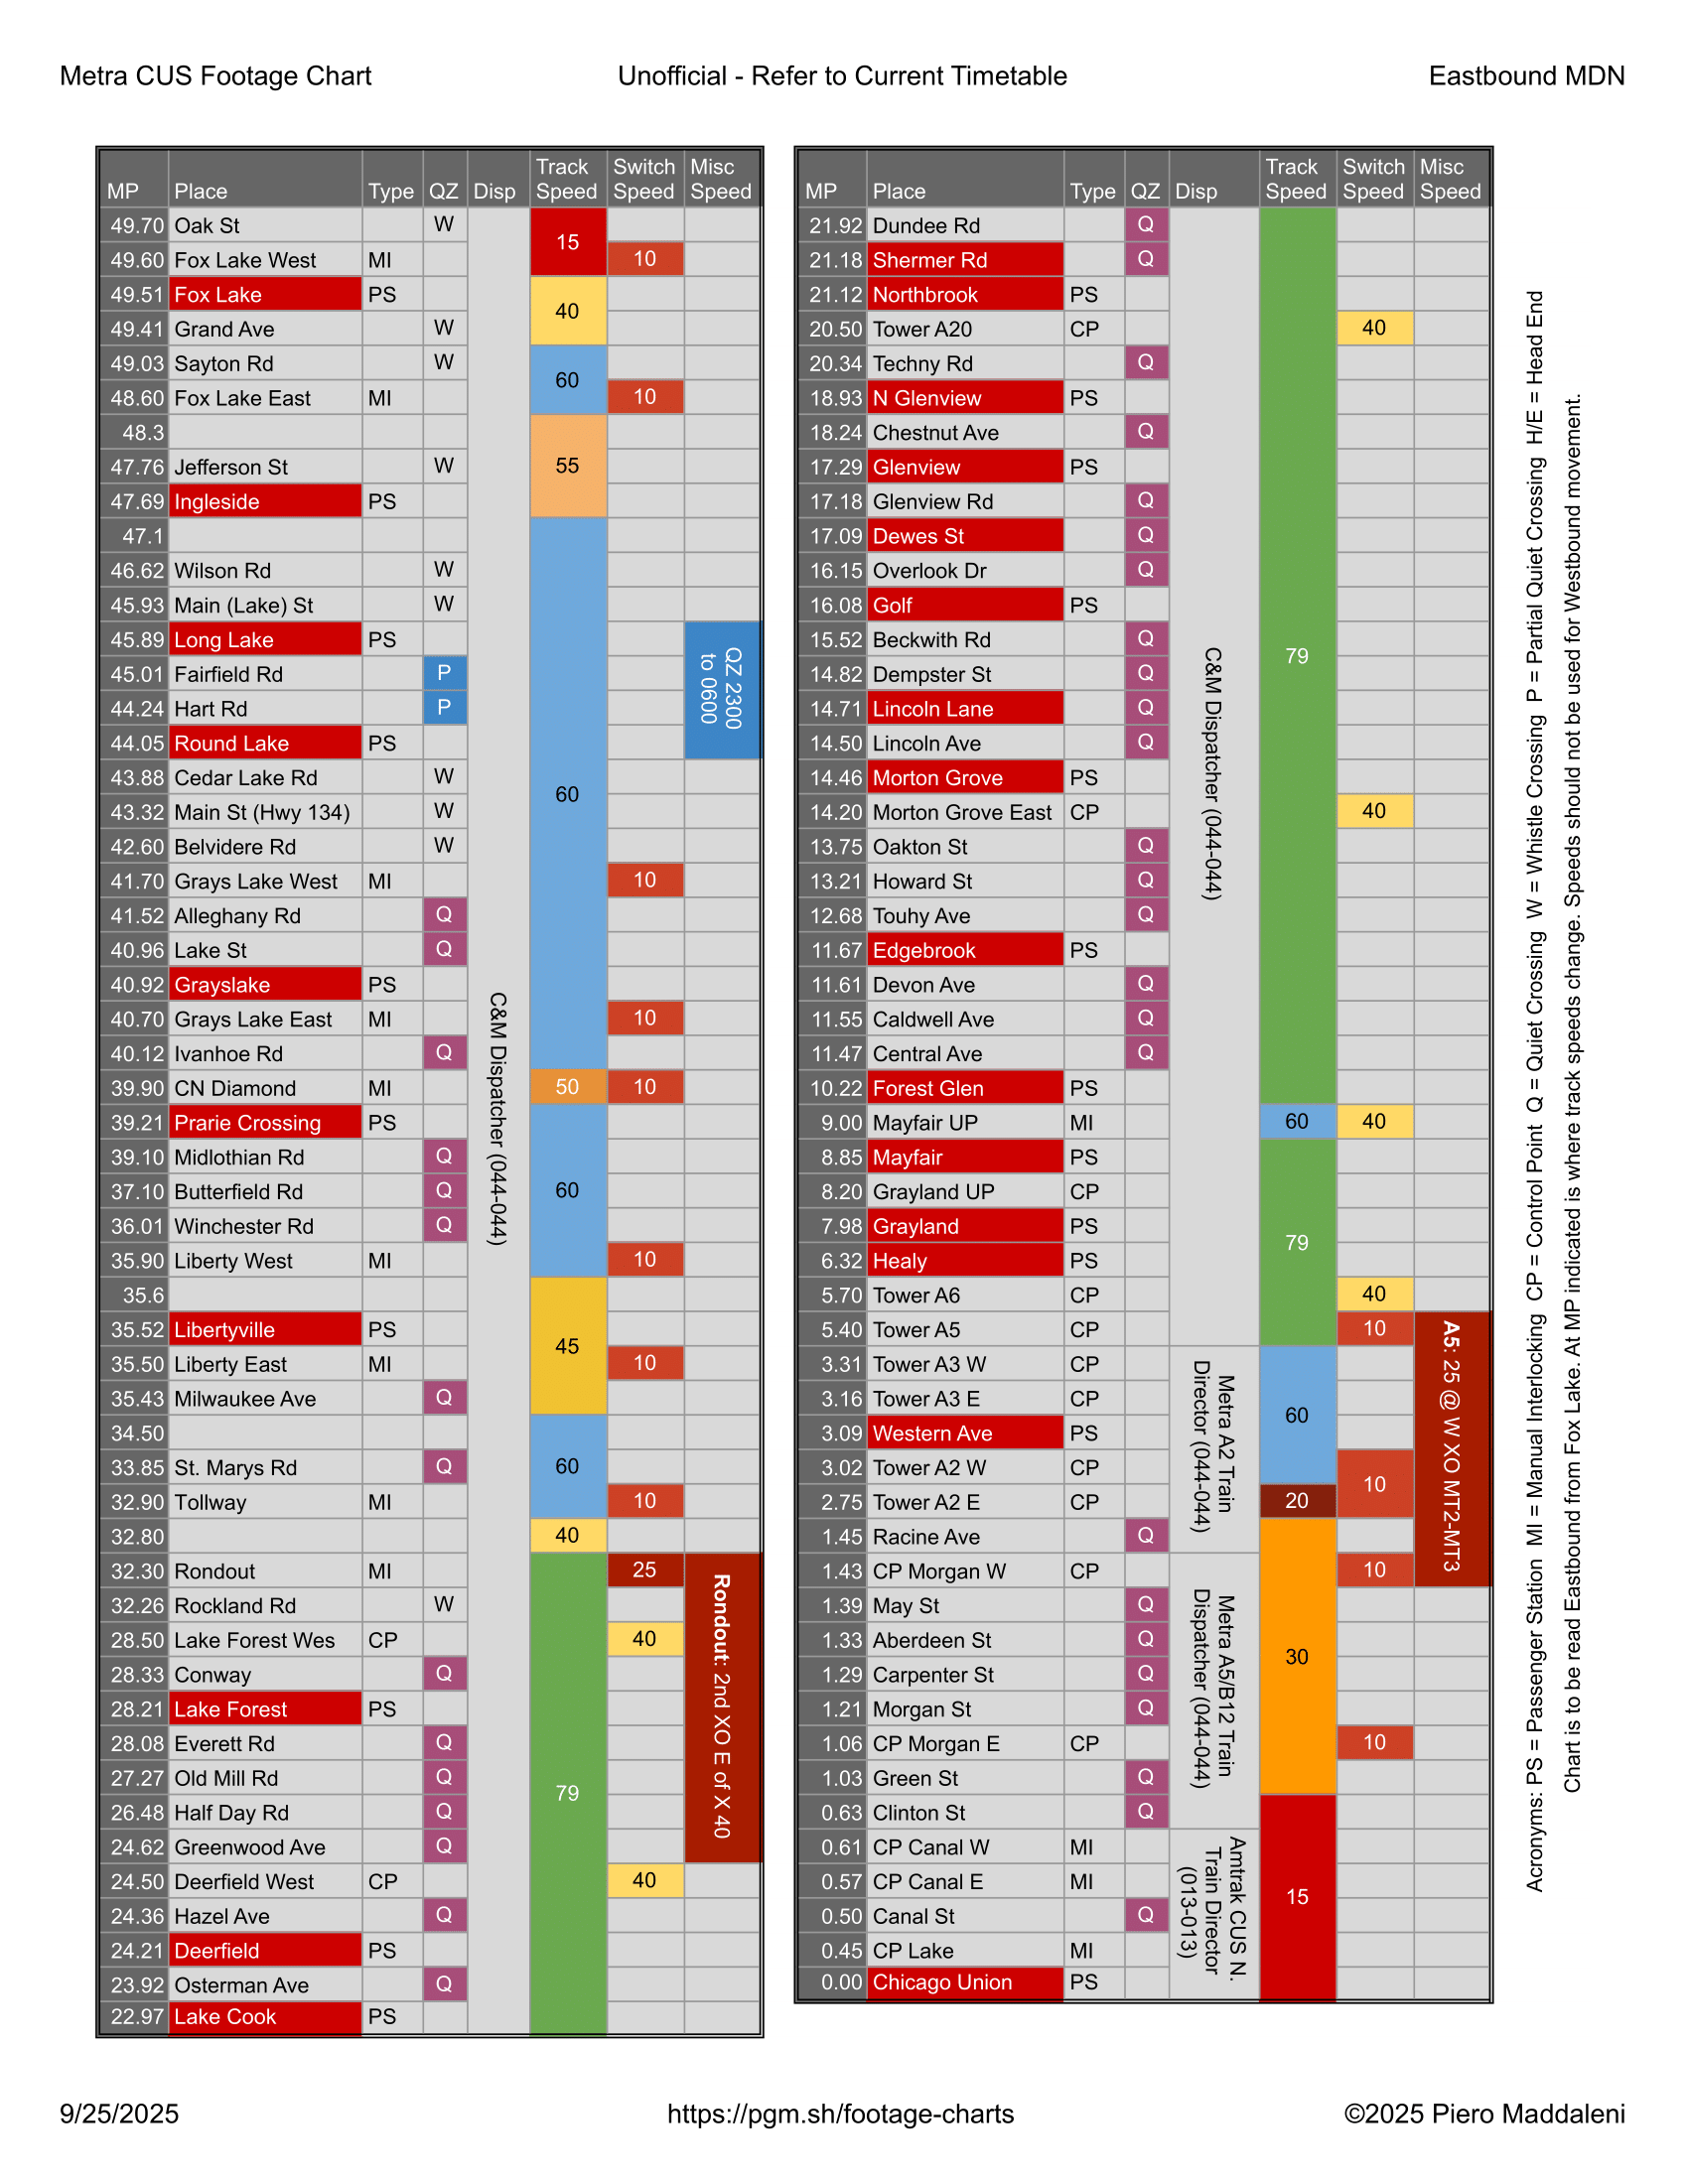 Metra CUS Footage Chart Unofficial - Refer to Current Timetable Eastbound MDN
MP Place Type QZ Disp Track Speed Switch Speed Misc Speed
49.70 Oak St W 15
49.60 Fox Lake West MI 10
49.51 Fox Lake PS 40
49.41 Grand Ave W
49.03 Sayton Rd W 60
48.60 Fox Lake East MI 10
48.3
47.76 Jefferson St W 55
47.69 Ingleside PS
47.1
46.62 Wilson Rd W
45.93 Main (Lake) St W
45.89 Long Lake PS
QZ 2300
to 0600
45.01 Fairfield Rd P
44.24 Hart Rd P
44.05 Round Lake PS
43.88 Cedar Lake Rd W 60
43.32 Main St (Hwy 134) W
42.60 Belvidere Rd W
41.70 Grays Lake West MI 10
41.52 Alleghany Rd Q
40.96 Lake St Q
40.92 Grayslake PS
C&M Dispatcher (044-044)
40.70 Grays Lake East MI 10
40.12 Ivanhoe Rd Q
39.90 CN Diamond MI 50 10
39.21 Prarie Crossing PS
39.10 Midlothian Rd Q
37.10 Butterfield Rd Q 60
36.01 Winchester Rd Q
35.90 Liberty West MI 10
35.6
35.52 Libertyville PS 45
35.50 Liberty East MI 10
35.43 Milwaukee Ave Q
34.50
33.85 St. Marys Rd Q 60
32.90 Tollway MI 10
32.80 40
32.30 Rondout MI 25
Rondout: 2nd XO E of X 40
32.26 Rockland Rd W
28.50 Lake Forest Wes CP 40
28.33 Conway Q
28.21 Lake Forest PS
28.08 Everett Rd Q
27.27 Old Mill Rd Q 79
26.48 Half Day Rd Q
24.62 Greenwood Ave Q
24.50 Deerfield West CP 40
24.36 Hazel Ave Q
24.21 Deerfield PS
23.92 Osterman Ave Q
22.97 Lake Cook PS
MP Place Type QZ Disp Track Speed Switch Speed Misc Speed
21.92 Dundee Rd Q
21.18 Shermer Rd Q
21.12 Northbrook PS
20.50 Tower A20 CP 40
20.34 Techny Rd Q
18.93 N Glenview PS
18.24 Chestnut Ave Q
17.29 Glenview PS
17.18 Glenview Rd Q
17.09 Dewes St Q
16.15 Overlook Dr Q
16.08 Golf PS
15.52 Beckwith Rd Q 79
C&M Dispatcher (044-044)
14.82 Dempster St Q
14.71 Lincoln Lane Q
14.50 Lincoln Ave Q
14.46 Morton Grove PS
14.20 Morton Grove East CP 40
13.75 Oakton St Q
13.21 Howard St Q
12.68 Touhy Ave Q
11.67 Edgebrook PS
11.61 Devon Ave Q
11.55 Caldwell Ave Q
11.47 Central Ave Q
10.22 Forest Glen PS
9.00 Mayfair UP MI 60 40
8.85 Mayfair PS
8.20 Grayland UP CP
7.98 Grayland PS 79
6.32 Healy PS
5.70 Tower A6 CP 40
5.40 Tower A5 CP 10
A5: 25 @ W XO MT2-MT3
3.31 Tower A3 W CP
Metra A2 Train
Director (044-044)
3.16 Tower A3 E CP 60
3.09 Western Ave PS
3.02 Tower A2 W CP 10
2.75 Tower A2 E CP 20
1.45 Racine Ave Q
1.43 CP Morgan W CP 10
Metra A5/B12 Train
Dispatcher (044-044)
1.39 May St Q
1.33 Aberdeen St Q 30
1.29 Carpenter St Q
1.21 Morgan St Q
1.06 CP Morgan E CP 10
1.03 Green St Q
0.63 Clinton St Q
0.61 CP Canal W MI
Amtrak CUS N.
Train Director
(013-013)
0.57 CP Canal E MI 15
0.50 Canal St Q
0.45 CP Lake MI
0.00 Chicago Union PS
Acronyms: PS = Passenger Station MI = Manual Interlocking CP = Control Point Q = Quiet Crossing W = Whistle Crossing P = Partial Quiet Crossing H/E = Head End
Chart is to be read Eastbound from Fox Lake. At MP indicated is where track speeds change. Speeds should not be used for Westbound movement.
9/25/2025 https://pgm.sh/footage-charts ©2025 Piero Maddaleni